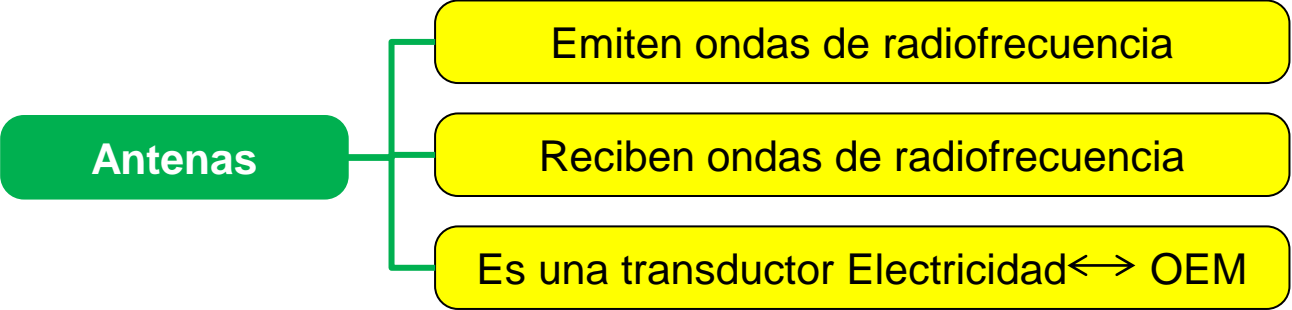 Emiten ondas de radiofrecuencia
Antenas
Reciben ondas de radiofrecuencia
Es una transductor Electricidad⟷ OEM